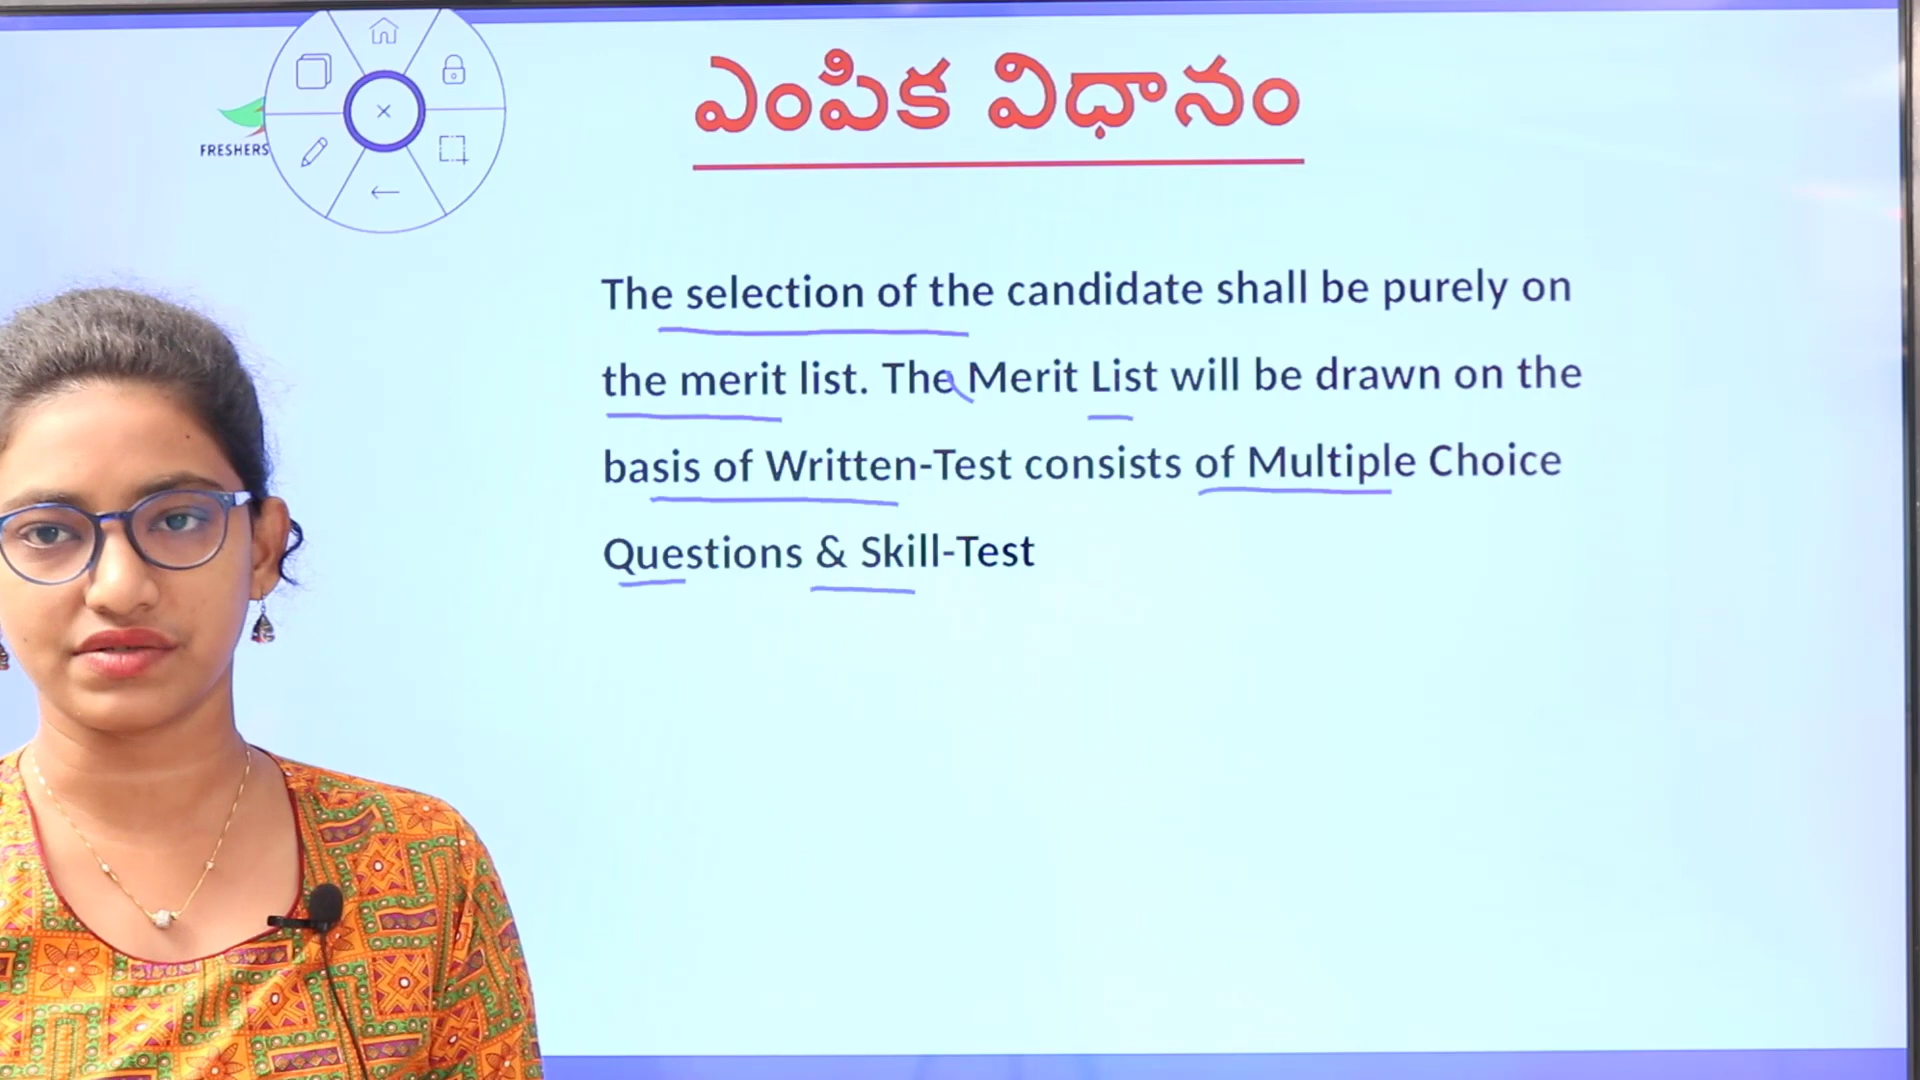 ఎంపిక విధానం
FRESHERS
The selection of the candidate shall be purely on
the merit list. The Merit List will be drawn on the
basis of Written-Test consists of Multiple Choice
Questions & Skill-Test